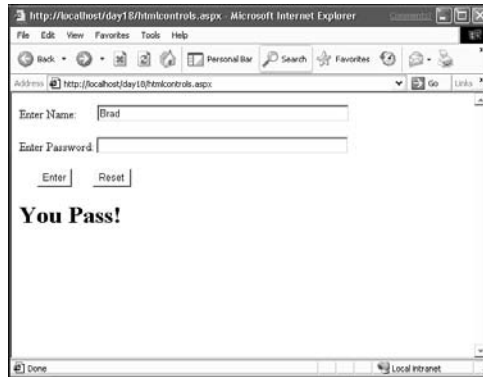 http://localhost/day18/htmlcontrols.aspx - Microsoft Internet Explorer
Comments!
File Edit View Favorites Tools Help
Back Personal Bar Search Favorites
Address http://localhost/day18/htmlcontrols.aspx Go Links
Enter Name: Brad
Enter Password:
Enter Reset
You Pass!
Done Local intranet